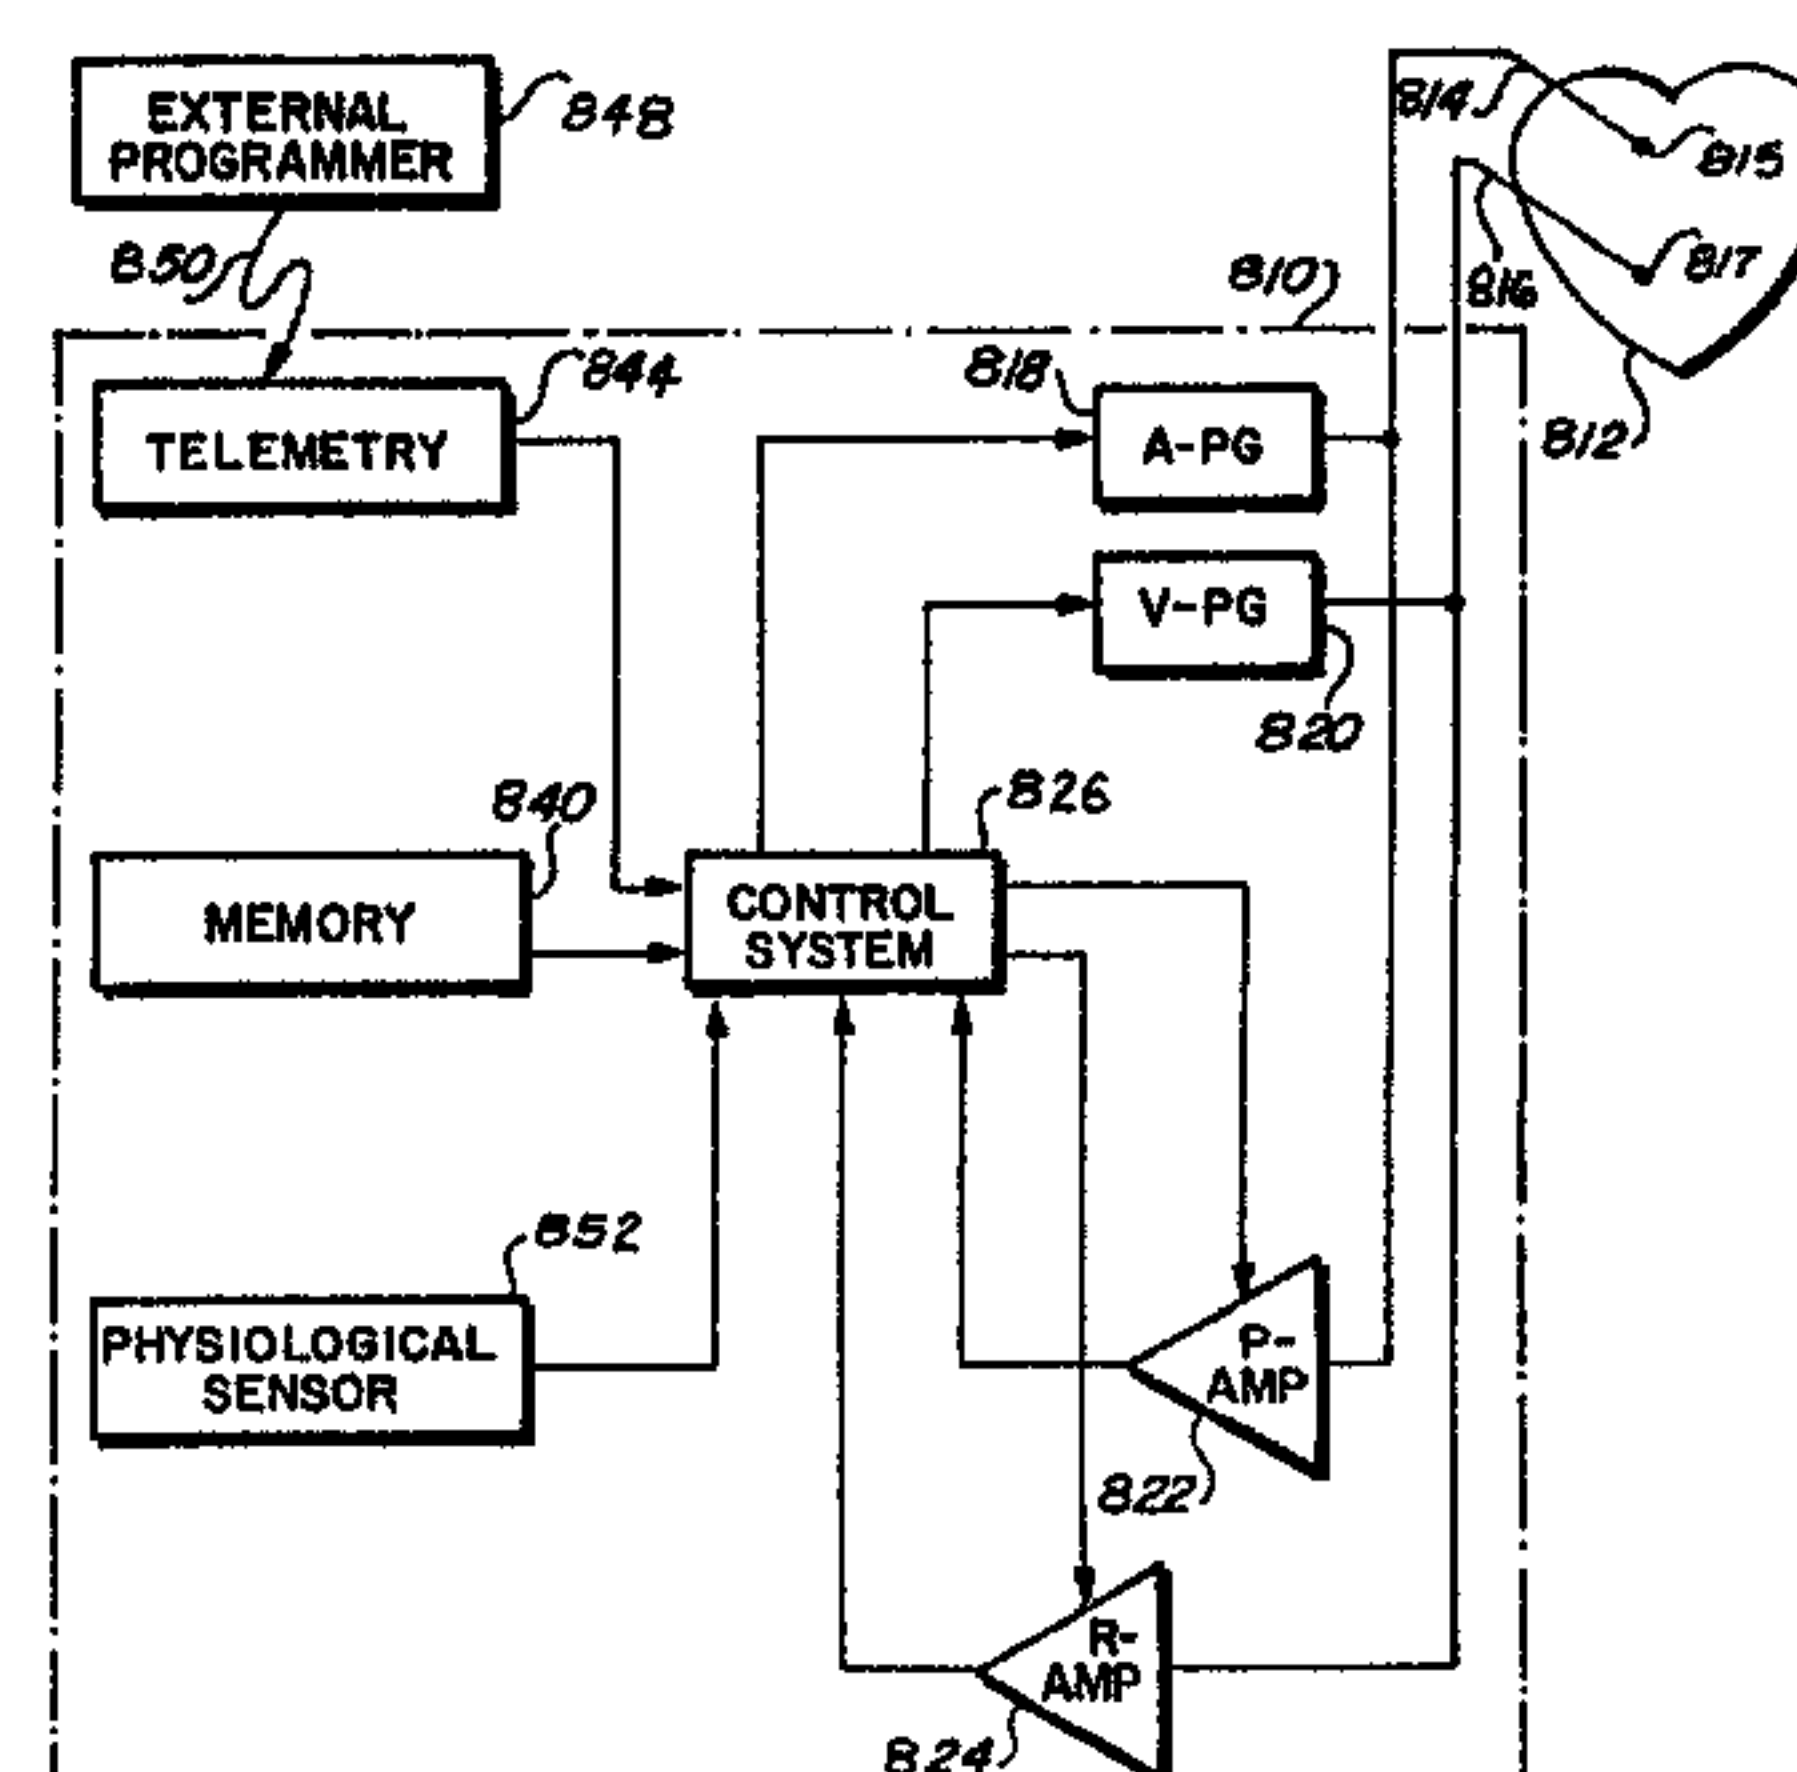 EXTERNAL
PROGRAMMER
848
814
815
850
810
816
817
844
818
812
TELEMETRY
A-PG
V-PG
820
840
826
MEMORY
CONTROL
SYSTEM
852
PHYSIOLOGICAL
SENSOR
P-
AMP
822
R-
AMP
824